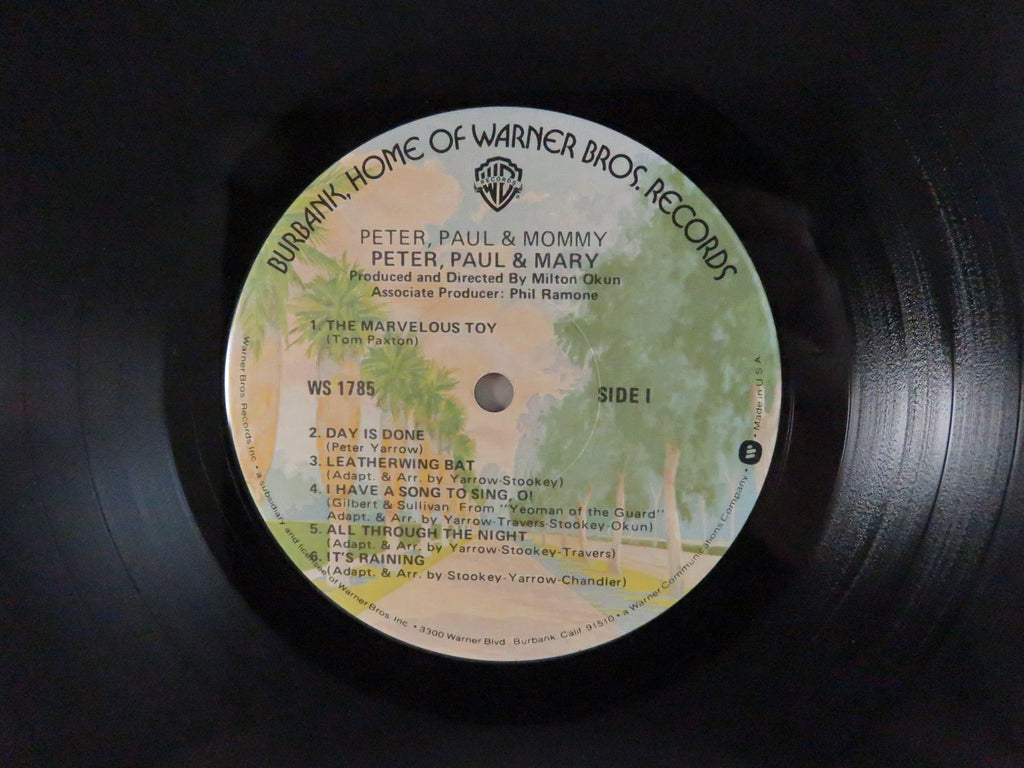 BURBANK, HOME OF WARNER BROS. RECORDS
RECORDS
PETER, PAUL & MOMMY
PETER, PAUL & MARY
Produced and Directed By Milton Okun
Associate Producer: Phil Ramone
1. THE MARVELOUS TOY
(Tom Paxton)
WS 1785
SIDE I
2. DAY IS DONE
(Peter Yarrow)
3. LEATHERWING BAT
(Adapt. & Arr. by Yarrow-Stookey)
4. I HAVE A SONG TO SING, O!
(Gilbert & Sullivan From "Yeoman of the Guard"
Adapt. & Arr. by Yarrow-Travers-Stookey-Okun)
5. ALL THROUGH THE NIGHT
(Adapt. & Arr. by Yarrow-Stookey-Travers)
6. IT'S RAINING
(Adapt. & Arr. by Stookey-Yarrow-Chandler)
Warner Bros. Records Inc. • a subsidiary and licensee of Warner Bros. Inc. • 3300 Warner Blvd., Burbank, Calif. 91510 • a Warner Communications Company • Made in U.S.A.